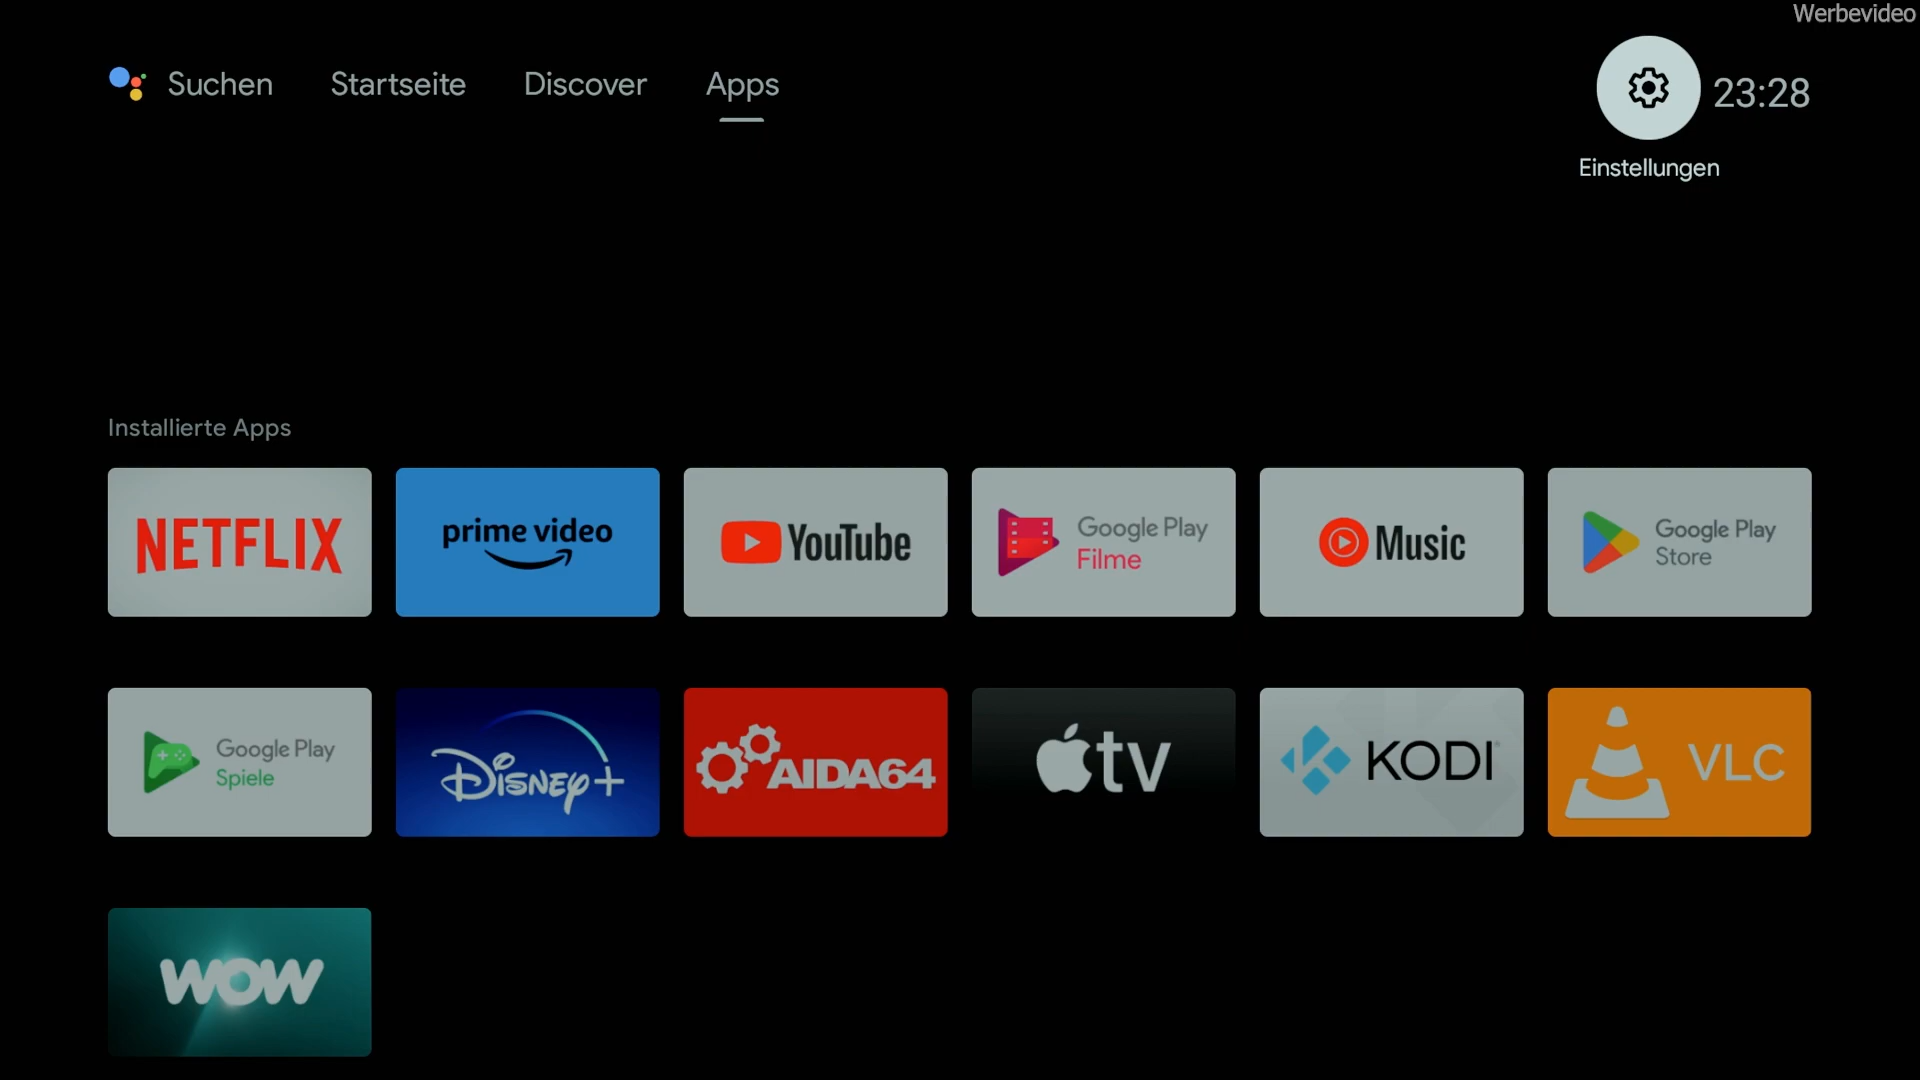 Werbevideo
Suchen Startseite Discover Apps
23:28
Einstellungen
Installierte Apps
NETFLIX
prime video
YouTube
Google Play
Filme
Music
Google Play
Store
Google Play
Spiele
Disney+
AIDA64
tv
KODI
VLC
WOW